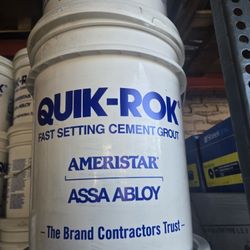 QUIK-ROK®
FAST SETTING CEMENT GROUT
AMERISTAR®
ASSA ABLOY
- The Brand Contractors Trust -